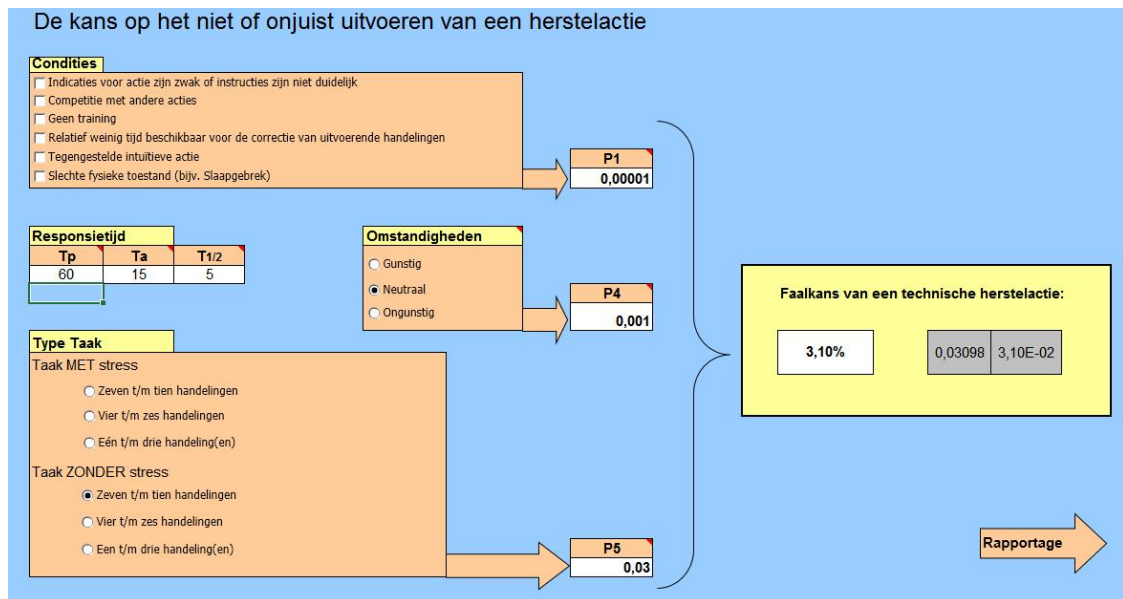 De kans op het niet of onjuist uitvoeren van een herstelactie
Condities
Indicaties voor actie zijn zwak of instructies zijn niet duidelijk
Competitie met andere acties
Geen training
Relatief weinig tijd beschikbaar voor de correctie van uitvoerende handelingen
Tegengestelde intuïtieve actie
Slechte fysieke toestand (bijv. Slaapgebrek)
P1
0,00001
Responsietijd
Tp Ta T1/2
60 15 5
Omstandigheden
Gunstig
Neutraal
Ongunstig
P4
0,001
Type Taak
Taak MET stress
Zeven t/m tien handelingen
Vier t/m zes handelingen
Eén t/m drie handeling(en)
Taak ZONDER stress
Zeven t/m tien handelingen
Vier t/m zes handelingen
Een t/m drie handeling(en)
P5
0,03
Faalkans van een technische herstelactie:
3,10% 0,03098 3,10E-02
Rapportage